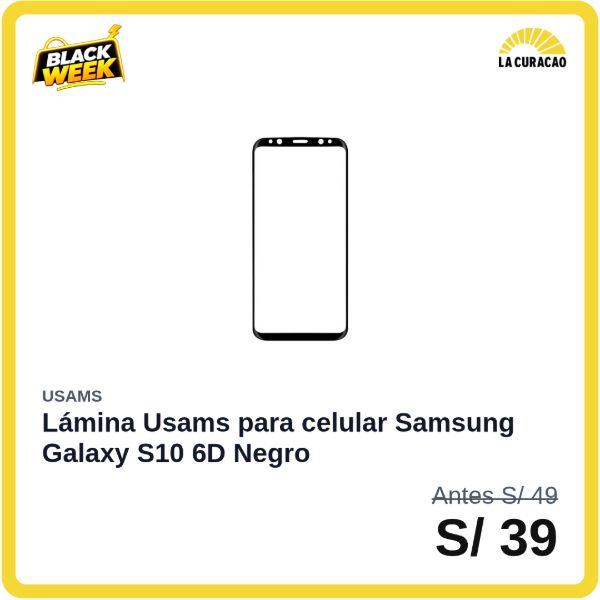 BLACK
WEEK
LA CURACAO
USAMS
Lámina Usams para celular Samsung
Galaxy S10 6D Negro
Antes S/ 49
S/ 39